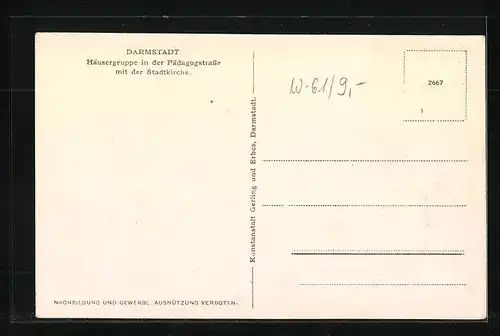 DARMSTADT
Häusergruppe in der Pädagogstraße
mit der Stadtkirche.
W-61/9,-
2667
Kunstanstalt Gerling und Erbes, Darmstadt.
NACHBILDUNG UND GEWERBL. AUSNÜTZUNG VERBOTEN.